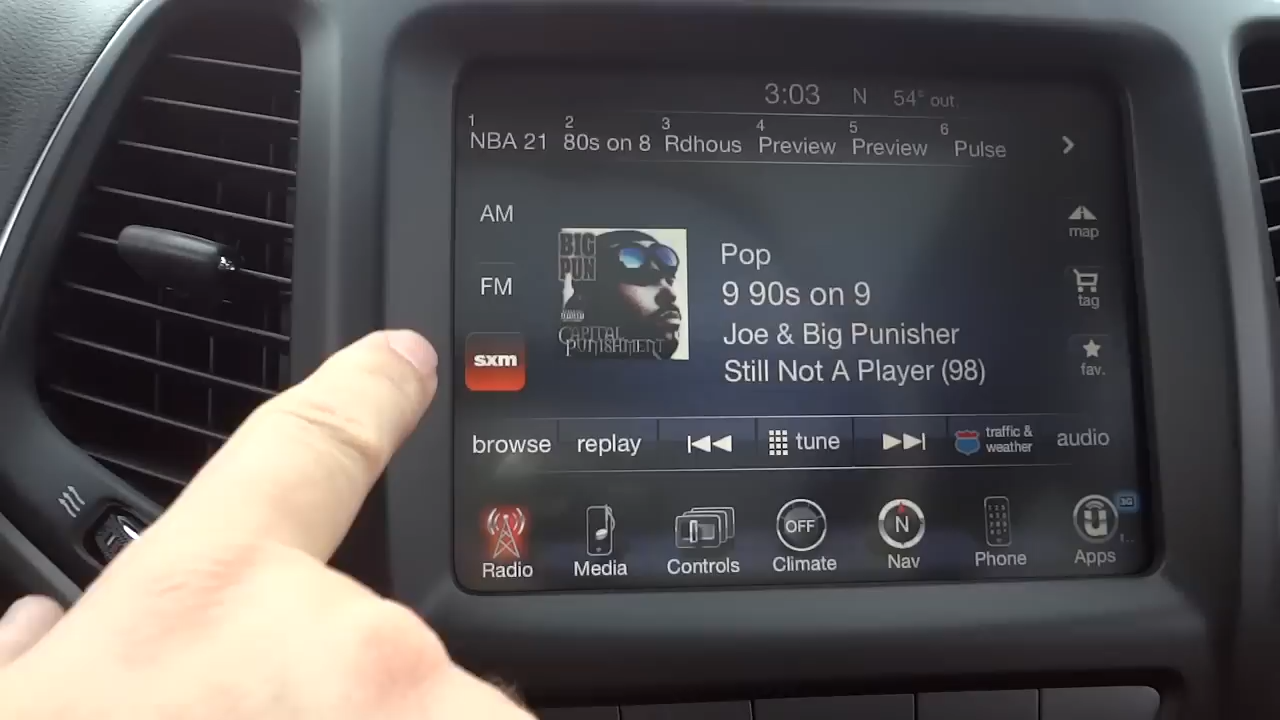 3:03 N 54° out
1 2 3 4 5 6
NBA 21 80s on 8 Rdhous Preview Preview Pulse
AM
FM
sxm
BIG
PUN
CAPITAL
PUNISHMENT
Pop
9 90s on 9
Joe & Big Punisher
Still Not A Player (98)
map
tag
fav.
browse replay tune traffic &
weather audio
OFF
N
3G
Radio Media Controls Climate Nav Phone Apps